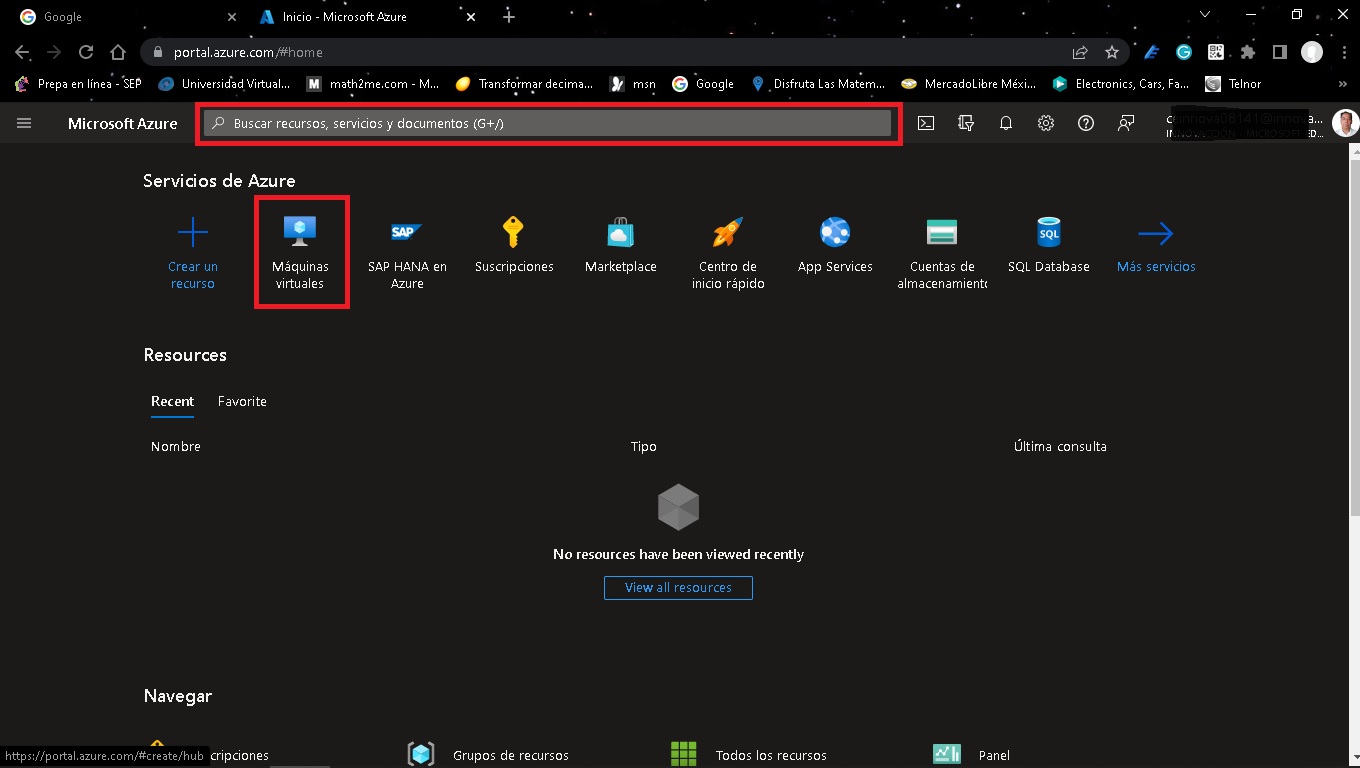 Google
Inicio - Microsoft Azure
portal.azure.com/#home
Prepa en línea - SEP
Universidad Virtual...
M math2me.com - M...
Transformar decima...
msn
Google
Disfruta Las Matem...
MercadoLibre Méxi...
Electronics, Cars, Fa...
Telnor
»
Microsoft Azure
Buscar recursos, servicios y documentos (G+/)
Servicios de Azure
Crear un
recurso
Máquinas
virtuales
SAP
SAP HANA en
Azure
Suscripciones
Marketplace
Centro de
inicio rápido
App Services
Cuentas de
almacenamiento
SQL
SQL Database
Más servicios
Resources
Recent
Favorite
Nombre
Tipo
Última consulta
No resources have been viewed recently
View all resources
Navegar
https://portal.azure.com/#create/hub
cripciones
Grupos de recursos
Todos los recursos
Panel